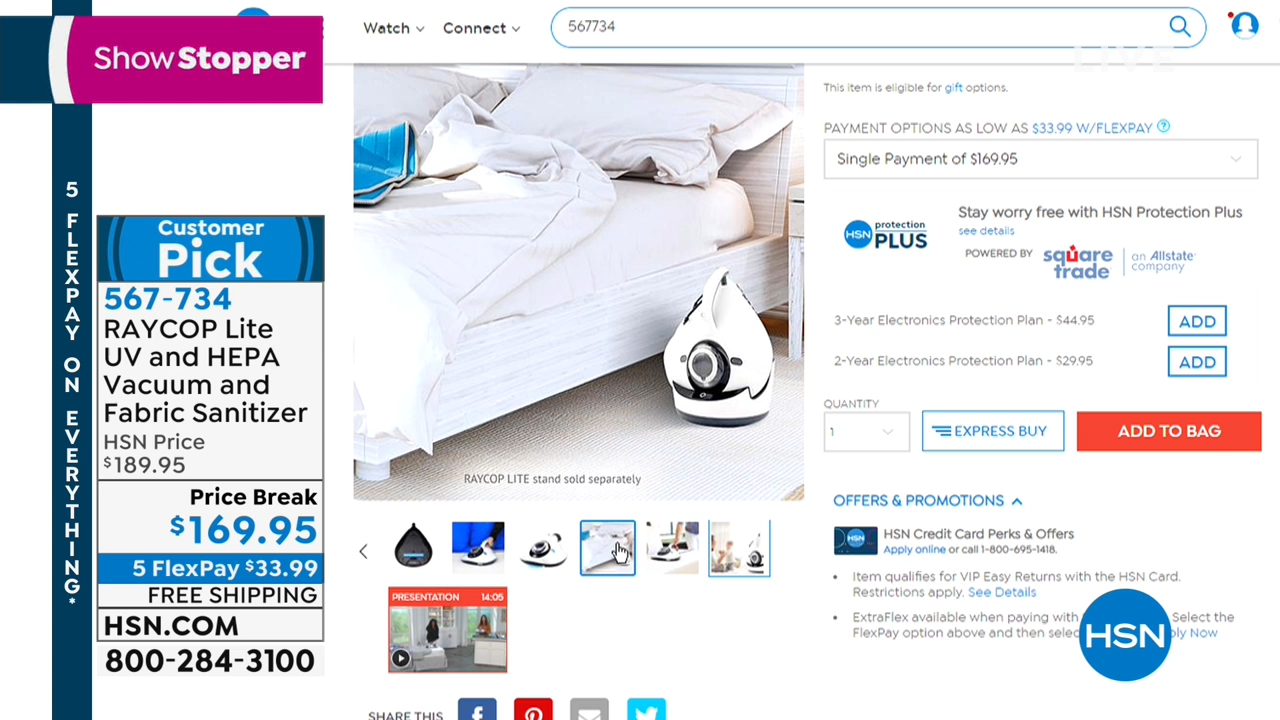 ShowStopper
5 FLEXPAY ON EVERYTHING*
Customer
Pick
567-734
RAYCOP Lite
UV and HEPA
Vacuum and
Fabric Sanitizer
HSN Price
$189.95
Price Break
$169.95
5 FlexPay $33.99
FREE SHIPPING
HSN.COM
800-284-3100
Watch
Connect
567734
LIVE
RAYCOP LITE stand sold separately
PRESENTATION 14:05
SHARE THIS
This item is eligible for gift options.
PAYMENT OPTIONS AS LOW AS $33.99 W/FLEXPAY ?
Single Payment of $169.95
HSN protection PLUS
Stay worry free with HSN Protection Plus
see details
POWERED BY square trade an Allstate company
3-Year Electronics Protection Plan - $44.95 ADD
2-Year Electronics Protection Plan - $29.95 ADD
QUANTITY
1
EXPRESS BUY
ADD TO BAG
OFFERS & PROMOTIONS
HSN
HSN Credit Card Perks & Offers
Apply online or call 1-800-695-1418.
• Item qualifies for VIP Easy Returns with the HSN Card.
Restrictions apply. See Details
• ExtraFlex available when paying with Select the
FlexPay option above and then selec Now
HSN